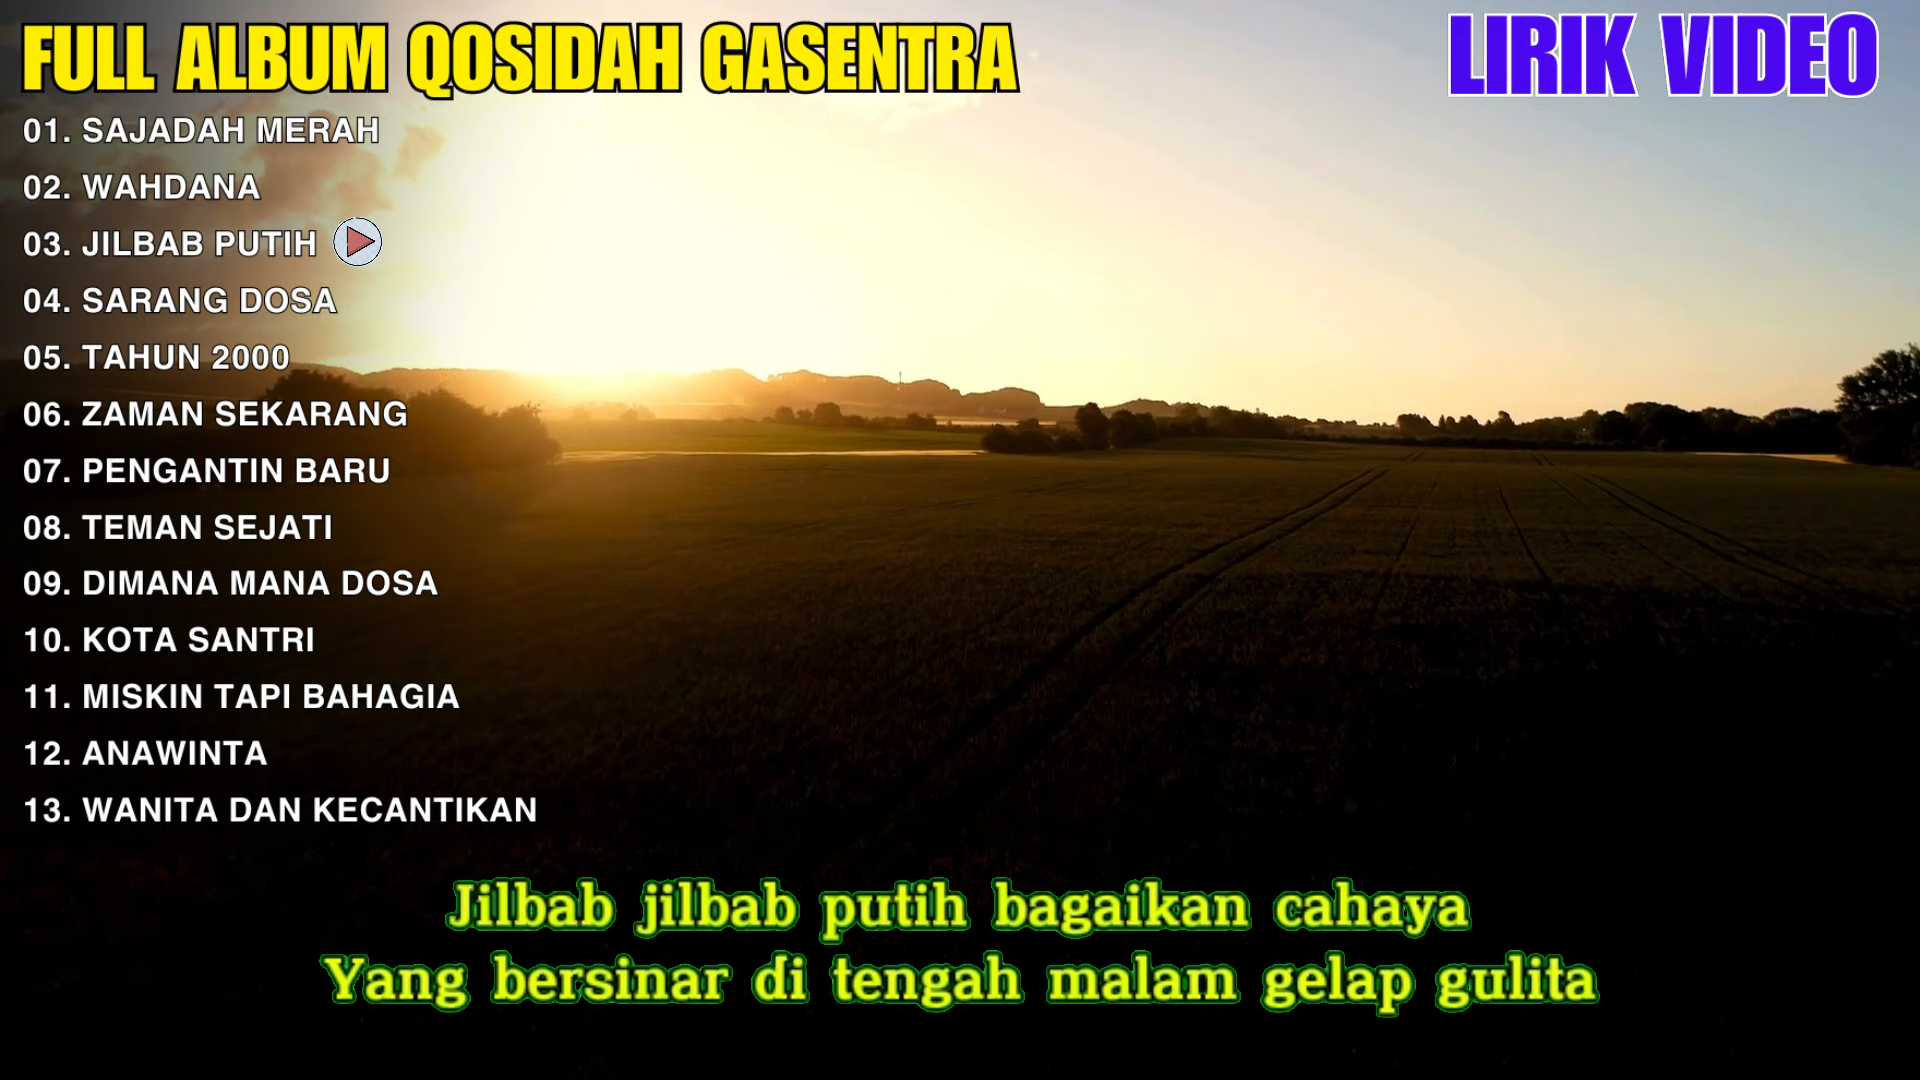 FULL ALBUM QOSIDAH GASENTRA
LIRIK VIDEO
01. SAJADAH MERAH
02. WAHDANA
03. JILBAB PUTIH
04. SARANG DOSA
05. TAHUN 2000
06. ZAMAN SEKARANG
07. PENGANTIN BARU
08. TEMAN SEJATI
09. DIMANA MANA DOSA
10. KOTA SANTRI
11. MISKIN TAPI BAHAGIA
12. ANAWINTA
13. WANITA DAN KECANTIKAN
Jilbab jilbab putih bagaikan cahaya
Yang bersinar di tengah malam gelap gulita